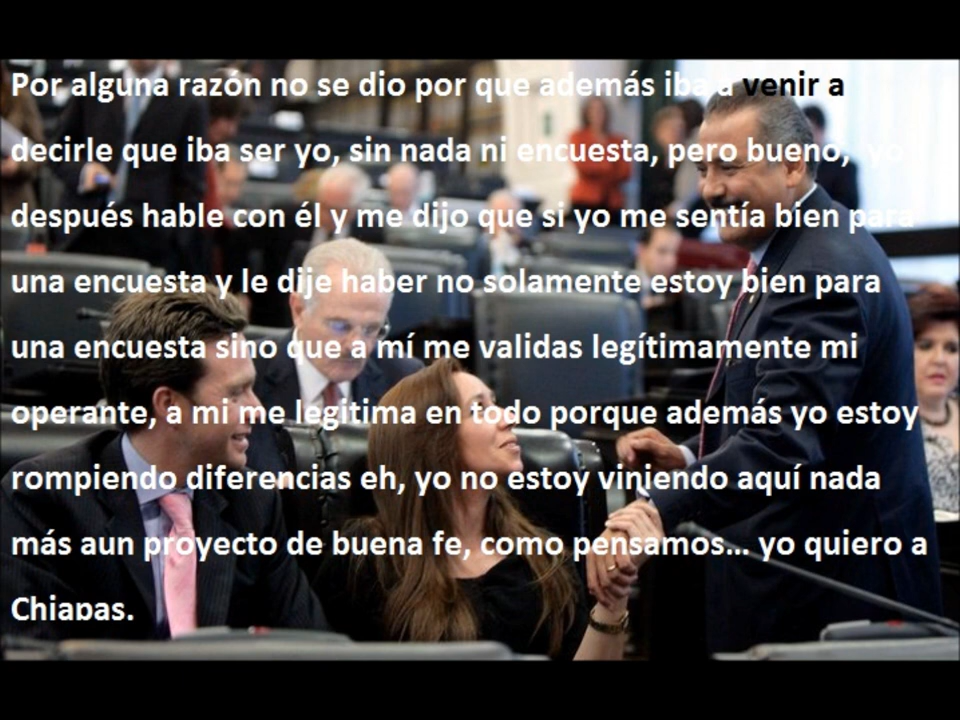 Por alguna razón no se dio por que además iba a venir a
decirle que iba ser yo, sin nada ni encuesta, pero bueno, yo
después hable con él y me dijo que si yo me sentía bien para
una encuesta y le dije haber no solamente estoy bien para
una encuesta sino que a mí me validas legítimamente mi
operante, a mi me legitima en todo porque además yo estoy
rompiendo diferencias eh, yo no estoy viniendo aquí nada
más aun proyecto de buena fe, como pensamos... yo quiero a
Chiapas.